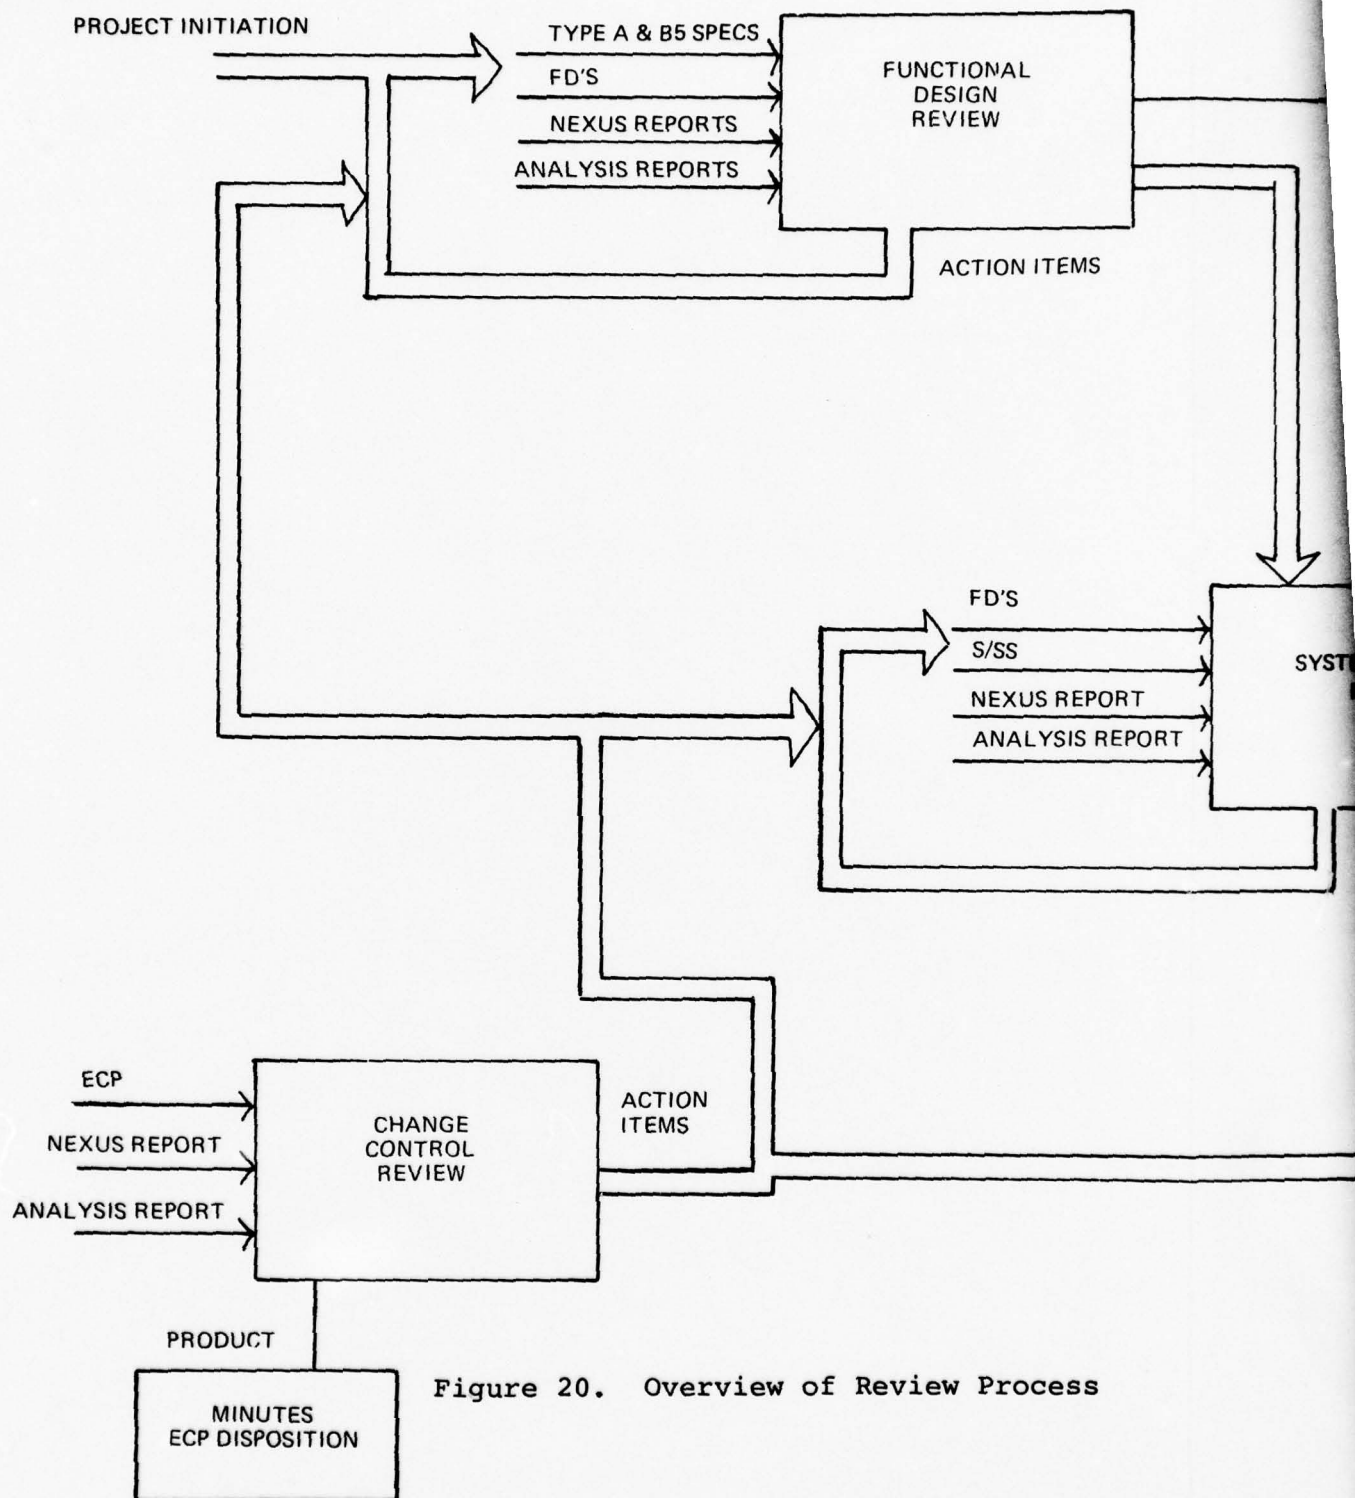 PROJECT INITIATION
TYPE A & B5 SPECS
FD'S
NEXUS REPORTS
ANALYSIS REPORTS
FUNCTIONAL
DESIGN
REVIEW
ACTION ITEMS
FD'S
S/SS
NEXUS REPORT
ANALYSIS REPORT
SYST
ECP
NEXUS REPORT
ANALYSIS REPORT
CHANGE
CONTROL
REVIEW
ACTION
ITEMS
PRODUCT
MINUTES
ECP DISPOSITION
Figure 20. Overview of Review Process